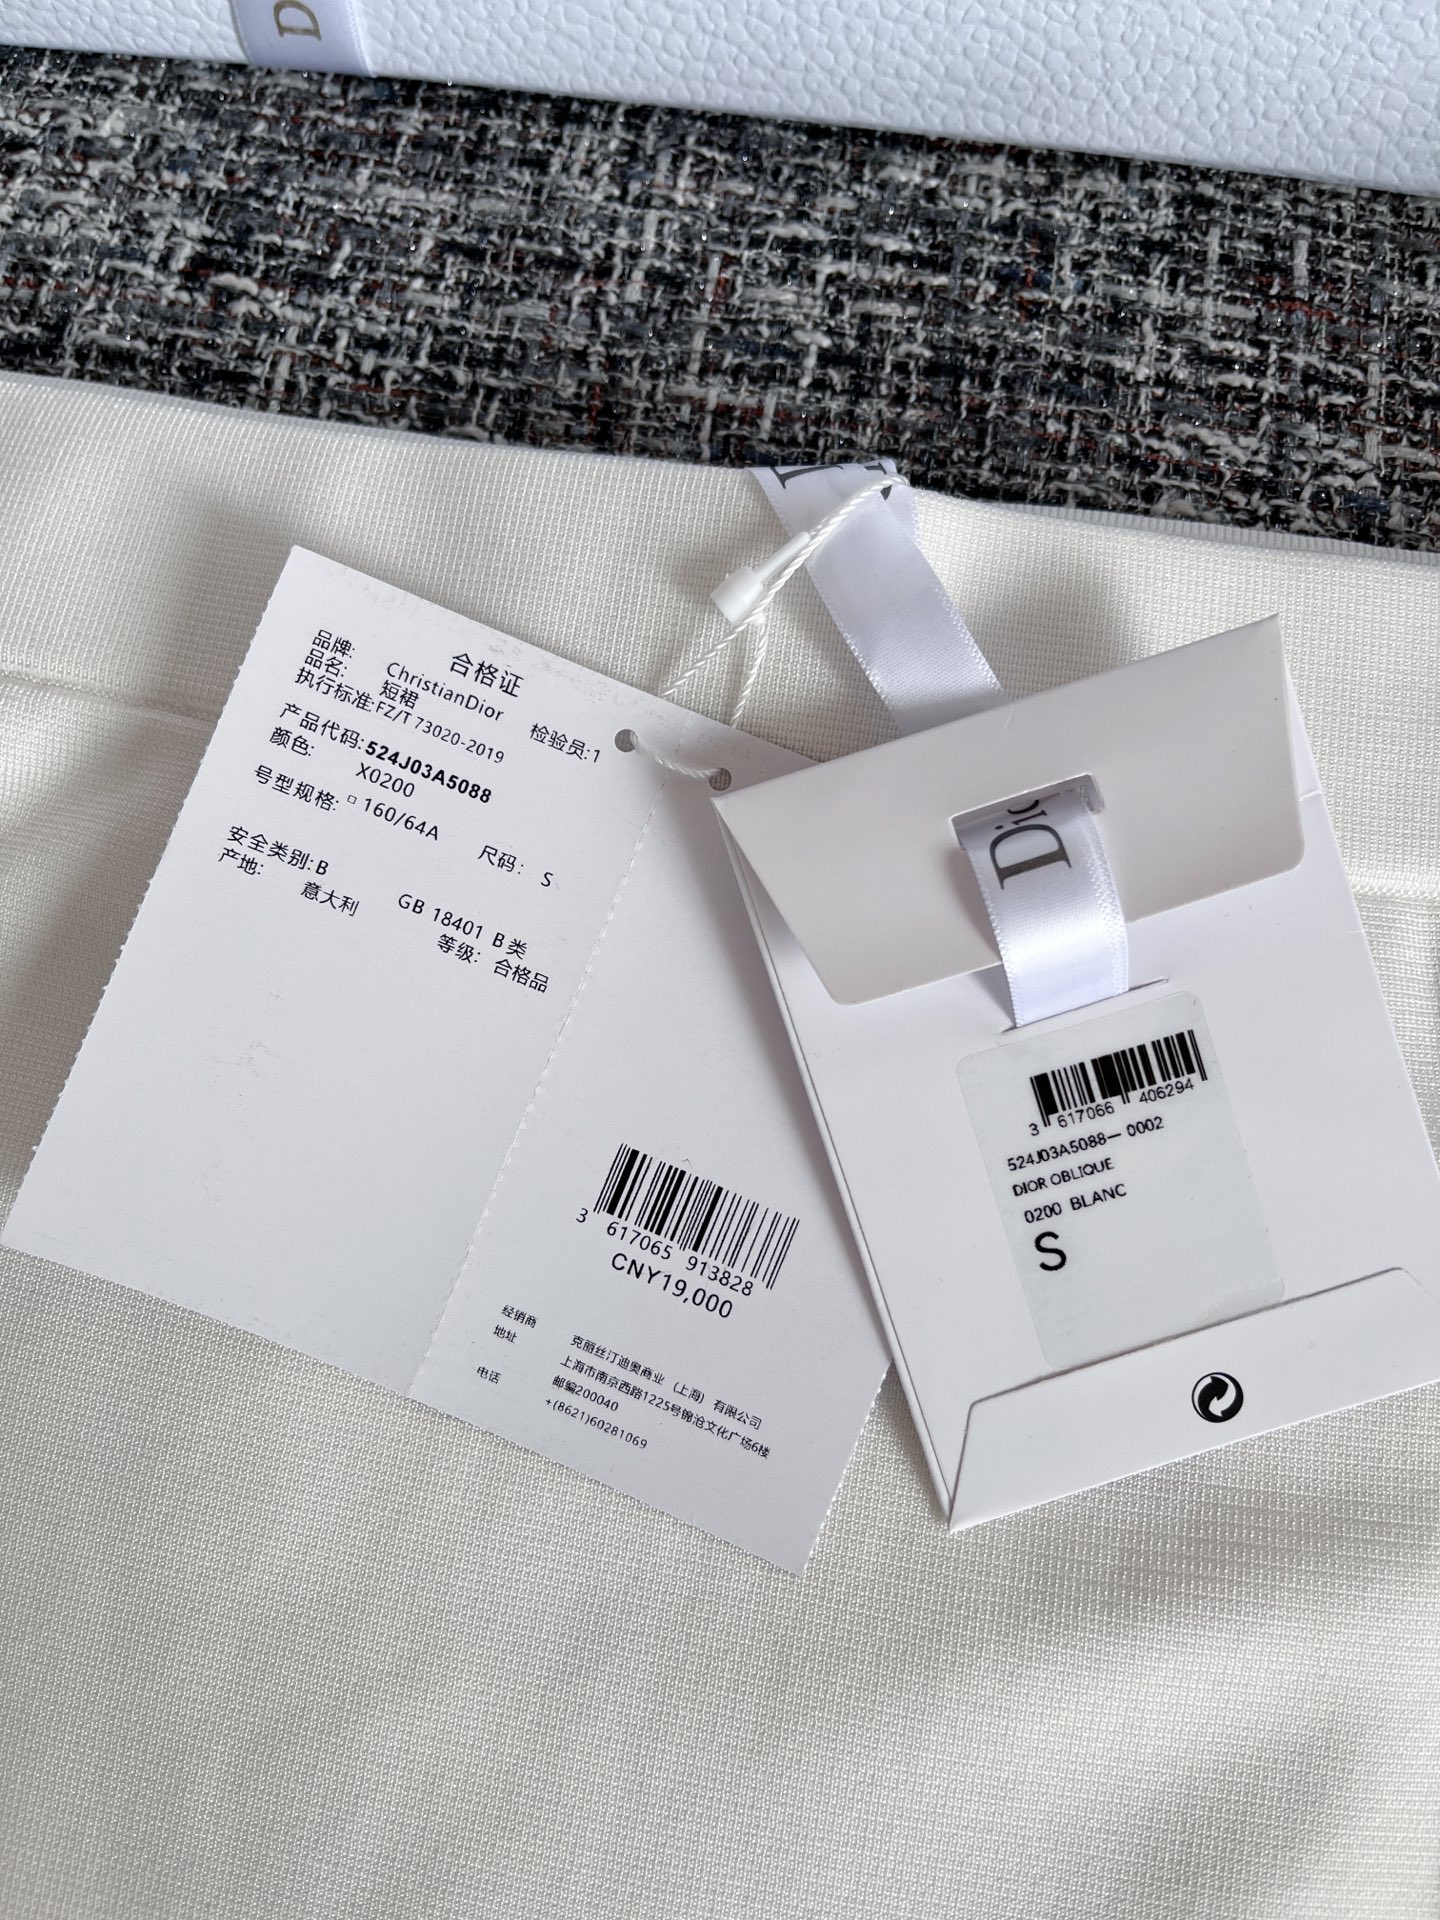 D
合格证
品牌: ChristianDior
品名: 短裙 检验员:1
执行标准:FZ/T 73020-2019
产品代码:524J03A5088
颜色: X0200
号型规格: 160/64A 尺码: S
安全类别:B GB 18401 B类
产地: 意大利 等级: 合格品
3 617065 913828
CNY19,000
经销商 克丽丝汀迪奥商业（上海）有限公司
地址 上海市南京西路1225号锦沧文化广场6楼
邮编200040
电话 +(8621)60281069
Dio
3 617066 406294
524J03A5088—0002
DIOR OBLIQUE
0200 BLANC
S